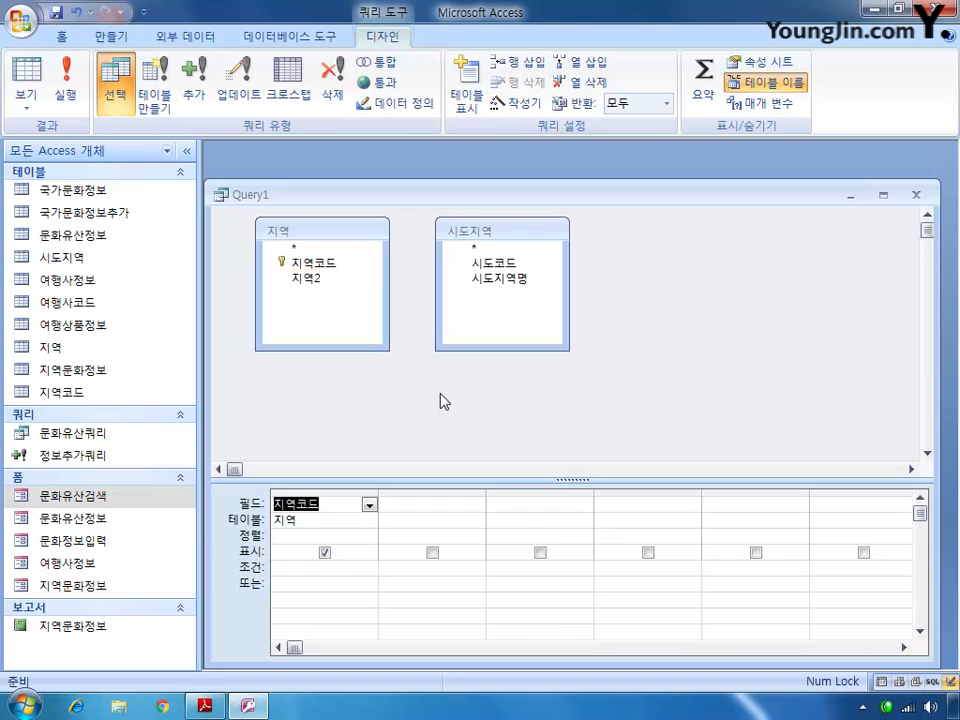 쿼리 도구
Microsoft Access
YoungJin.com Y.
홈
만들기
외부 데이터
데이터베이스 도구
디자인
보기
실행
결과
선택
테이블
만들기
추가
업데이트
크로스탭
삭제
통합
통과
데이터 정의
쿼리 유형
테이블
표시
행 삽입
행 삭제
작성기
열 삽입
열 삭제
반환: 모두
쿼리 설정
요약
속성 시트
테이블 이름
매개 변수
표시/숨기기
모든 Access 개체
테이블
국가문화정보
국가문화정보추가
문화유산정보
시도지역
여행사정보
여행사코드
여행상품정보
지역
지역문화정보
지역코드
쿼리
문화유산쿼리
정보추가쿼리
폼
문화유산검색
문화유산정보
문화정보입력
여행사정보
지역문화정보
보고서
지역문화정보
Query1
지역
*
지역코드
지역2
시도지역
*
시도코드
시도지역명
필드: 지역코드
테이블: 지역
정렬:
표시:
조건:
또는:
준비
Num Lock
SQL